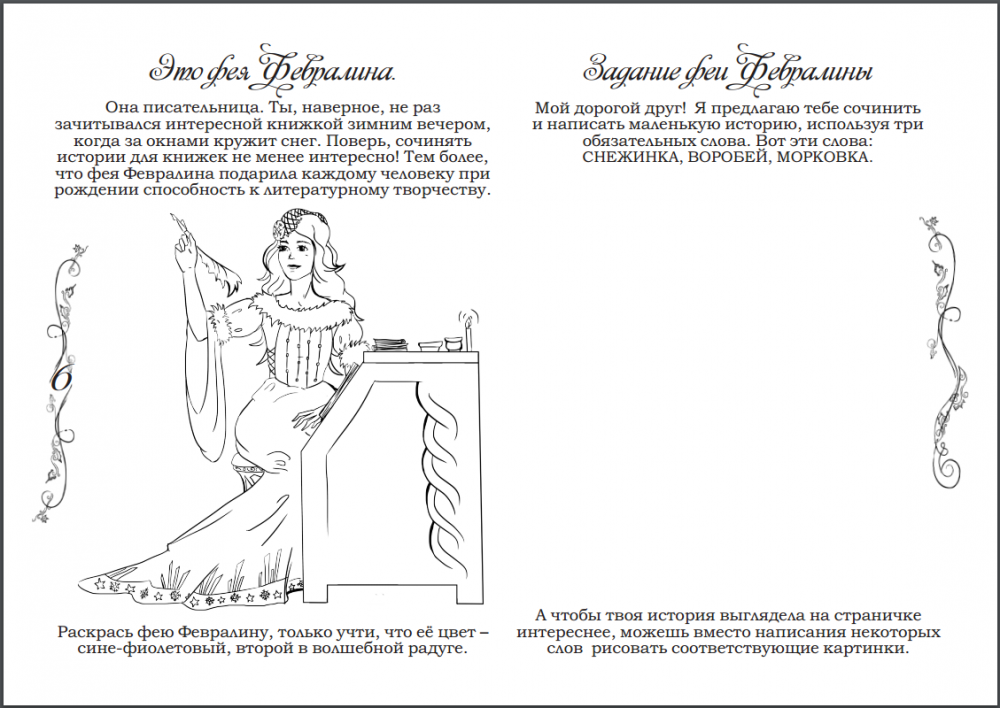 Это фея Февралина.
Она писательница. Ты, наверное, не раз
зачитывался интересной книжкой зимним вечером,
когда за окнами кружит снег. Поверь, сочинять
истории для книжек не менее интересно! Тем более,
что фея Февралина подарила каждому человеку при
рождении способность к литературному творчеству.
6
Раскрась фею Февралину, только учти, что её цвет –
сине-фиолетовый, второй в волшебной радуге.
Задание феи Февралины
Мой дорогой друг! Я предлагаю тебе сочинить
и написать маленькую историю, используя три
обязательных слова. Вот эти слова:
СНЕЖИНКА, ВОРОБЕЙ, МОРКОВКА.
А чтобы твоя история выглядела на страничке
интереснее, можешь вместо написания некоторых
слов рисовать соответствующие картинки.